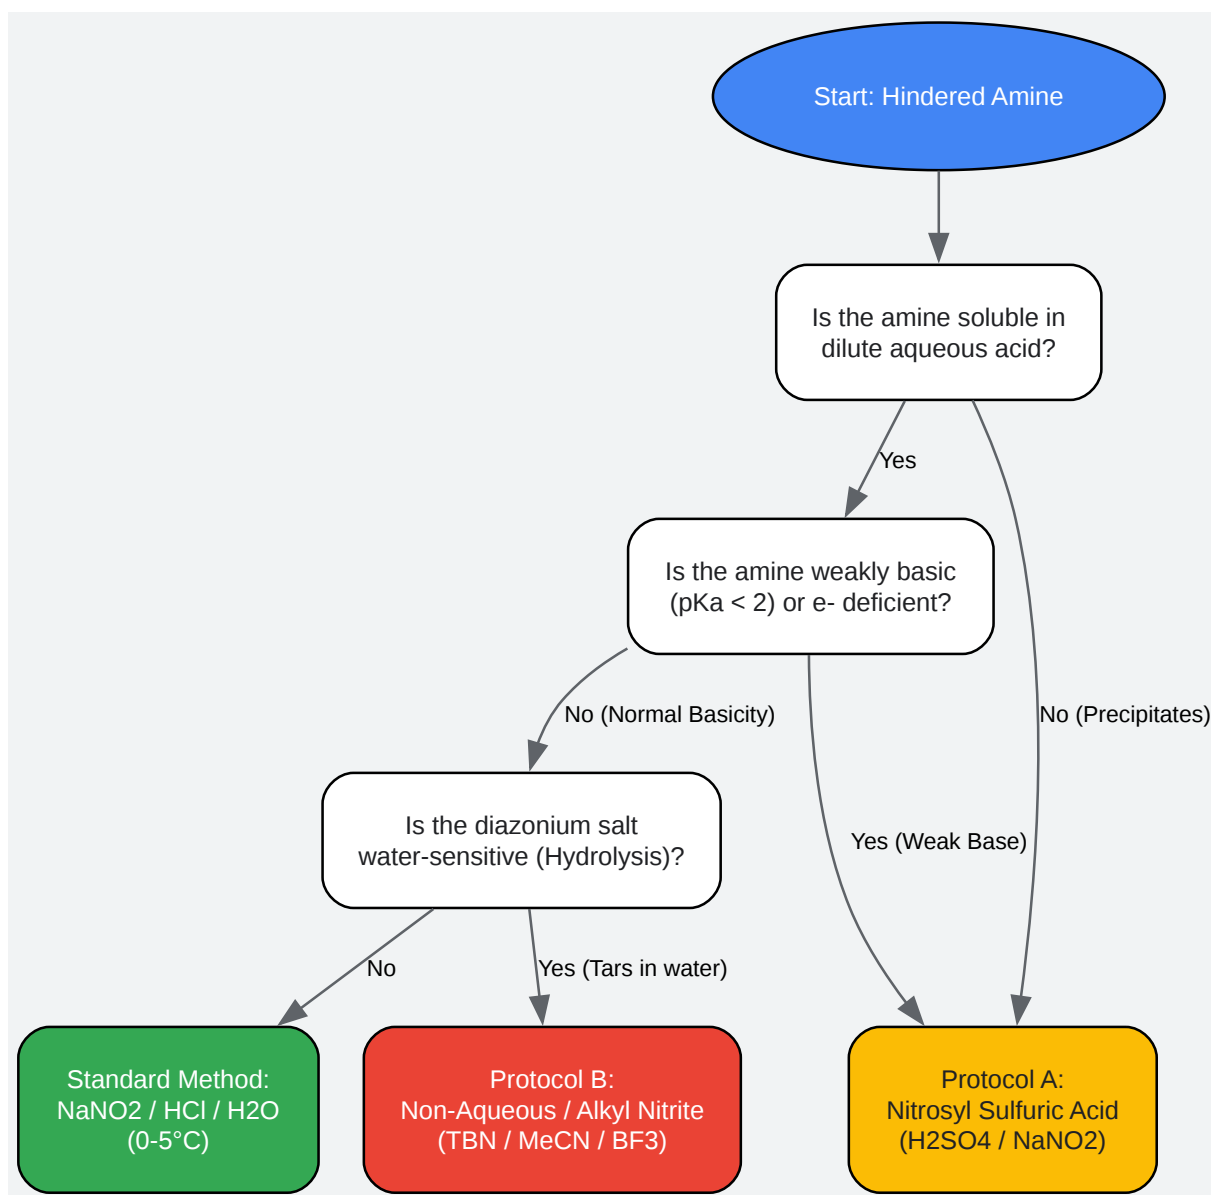 Start: Hindered Amine
Is the amine soluble in
dilute aqueous acid?
Yes
Is the amine weakly basic
(pKa < 2) or e- deficient?
No (Normal Basicity)
No (Precipitates)
Is the diazonium salt
water-sensitive (Hydrolysis)?
Yes (Weak Base)
No
Yes (Tars in water)
Standard Method:
NaNO2 / HCl / H2O
(0-5°C)
Protocol B:
Non-Aqueous / Alkyl Nitrite
(TBN / MeCN / BF3)
Protocol A:
Nitrosyl Sulfuric Acid
(H2SO4 / NaNO2)